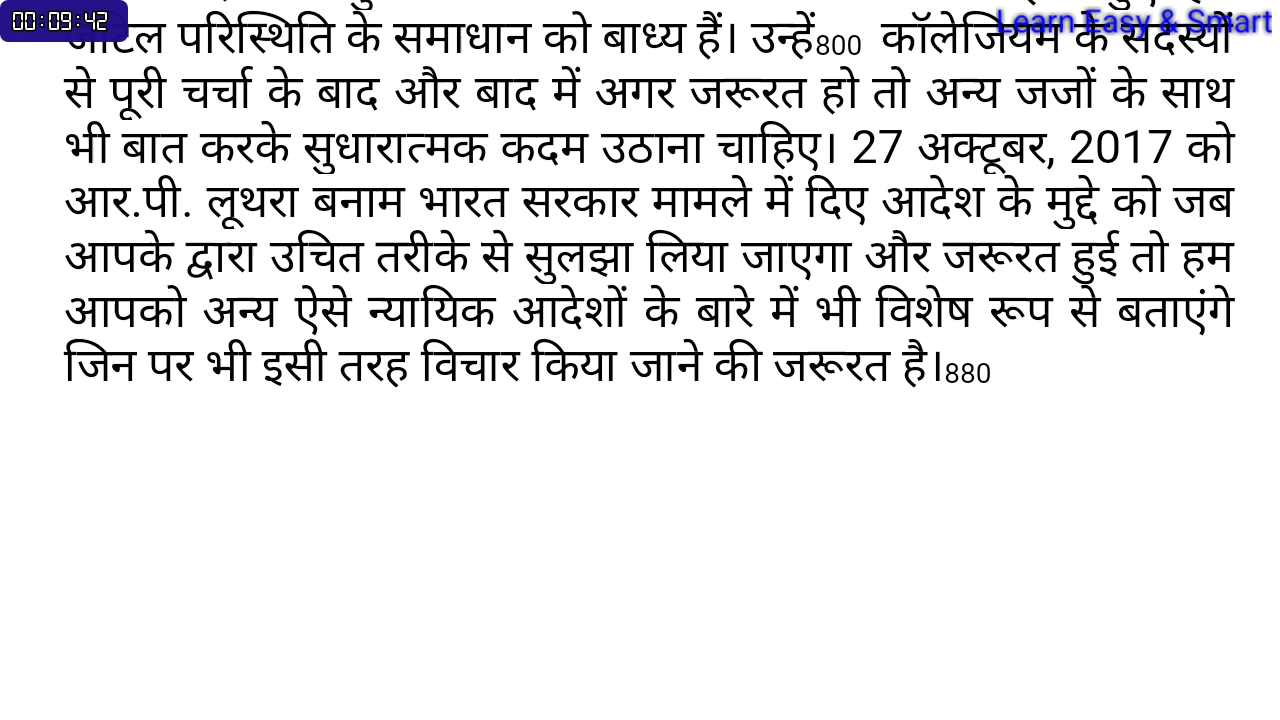 00:09:42
Learn Easy & Smart
जटिल परिस्थिति के समाधान को बाध्य हैं। उन्हें800 कॉलेजियम के सदस्यों
से पूरी चर्चा के बाद और बाद में अगर जरूरत हो तो अन्य जजों के साथ
भी बात करके सुधारात्मक कदम उठाना चाहिए। 27 अक्टूबर, 2017 को
आर.पी. लूथरा बनाम भारत सरकार मामले में दिए आदेश के मुद्दे को जब
आपके द्वारा उचित तरीके से सुलझा लिया जाएगा और जरूरत हुई तो हम
आपको अन्य ऐसे न्यायिक आदेशों के बारे में भी विशेष रूप से बताएंगे
जिन पर भी इसी तरह विचार किया जाने की जरूरत है।880